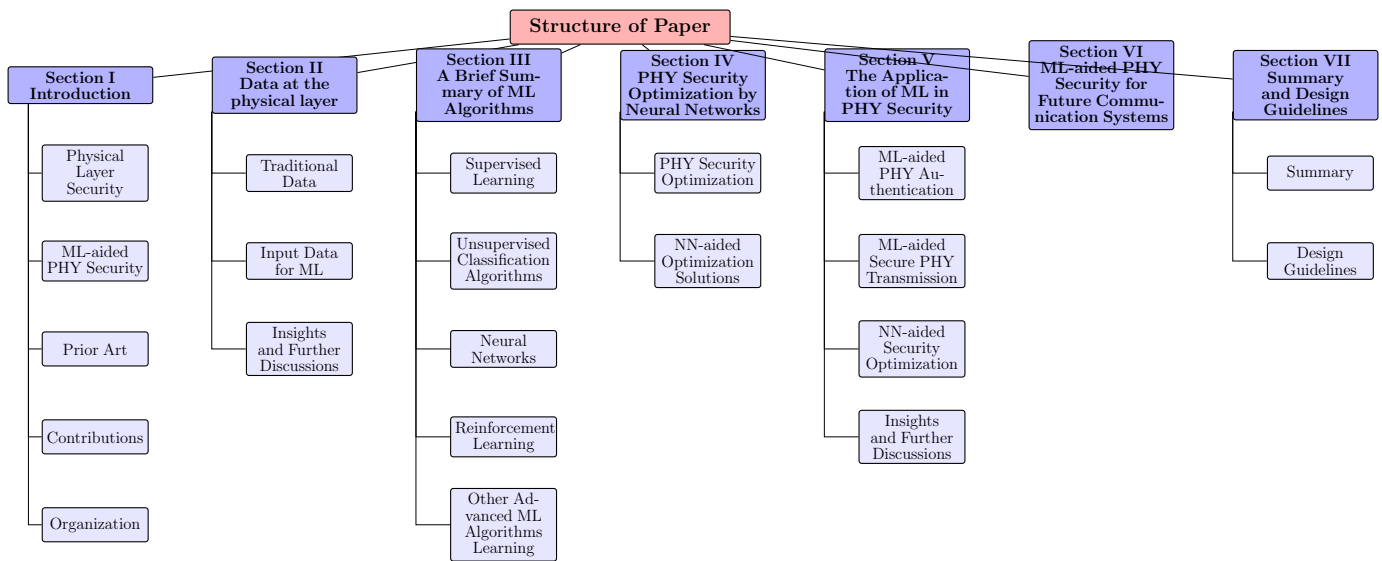 Structure of Paper
Section I
Introduction
Physical
Layer
Security
ML-aided
PHY Security
Prior Art
Contributions
Organization
Section II
Data at the
physical layer
Traditional
Data
Input Data
for ML
Insights
and Further
Discussions
Section III
A Brief Sum-
mary of ML
Algorithms
Supervised
Learning
Unsupervised
Classification
Algorithms
Neural
Networks
Reinforcement
Learning
Other Ad-
vanced ML
Algorithms
Learning
Section IV
PHY Security
Optimization by
Neural Networks
PHY Security
Optimization
NN-aided
Optimization
Solutions
Section V
The Applica-
tion of ML in
PHY Security
ML-aided
PHY Au-
thentication
ML-aided
Secure PHY
Transmission
NN-aided
Security
Optimization
Insights
and Further
Discussions
Section VI
ML-aided PHY
Security for
Future Commu-
nication Systems
Section VII
Summary
and Design
Guidelines
Summary
Design
Guidelines